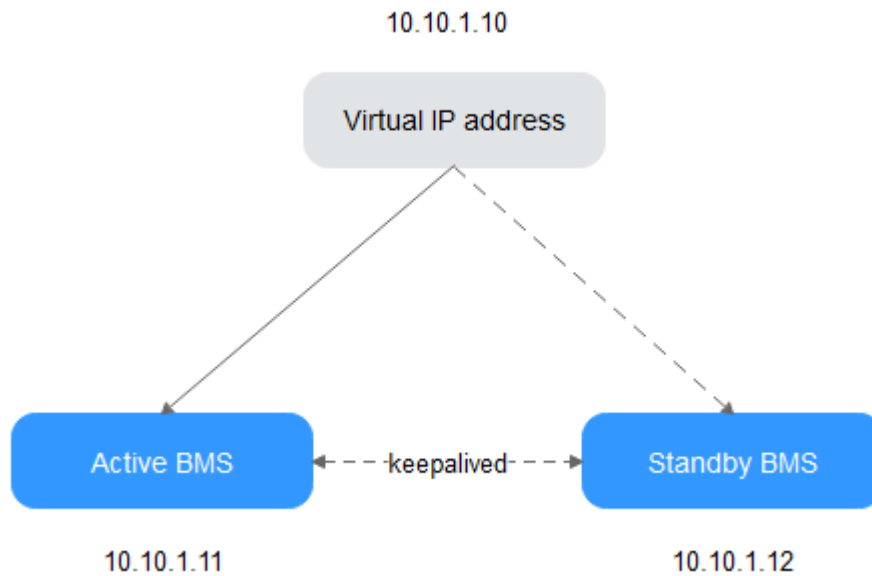 10.10.1.10
Virtual IP address
Active BMS
keepalived
Standby BMS
10.10.1.11
10.10.1.12